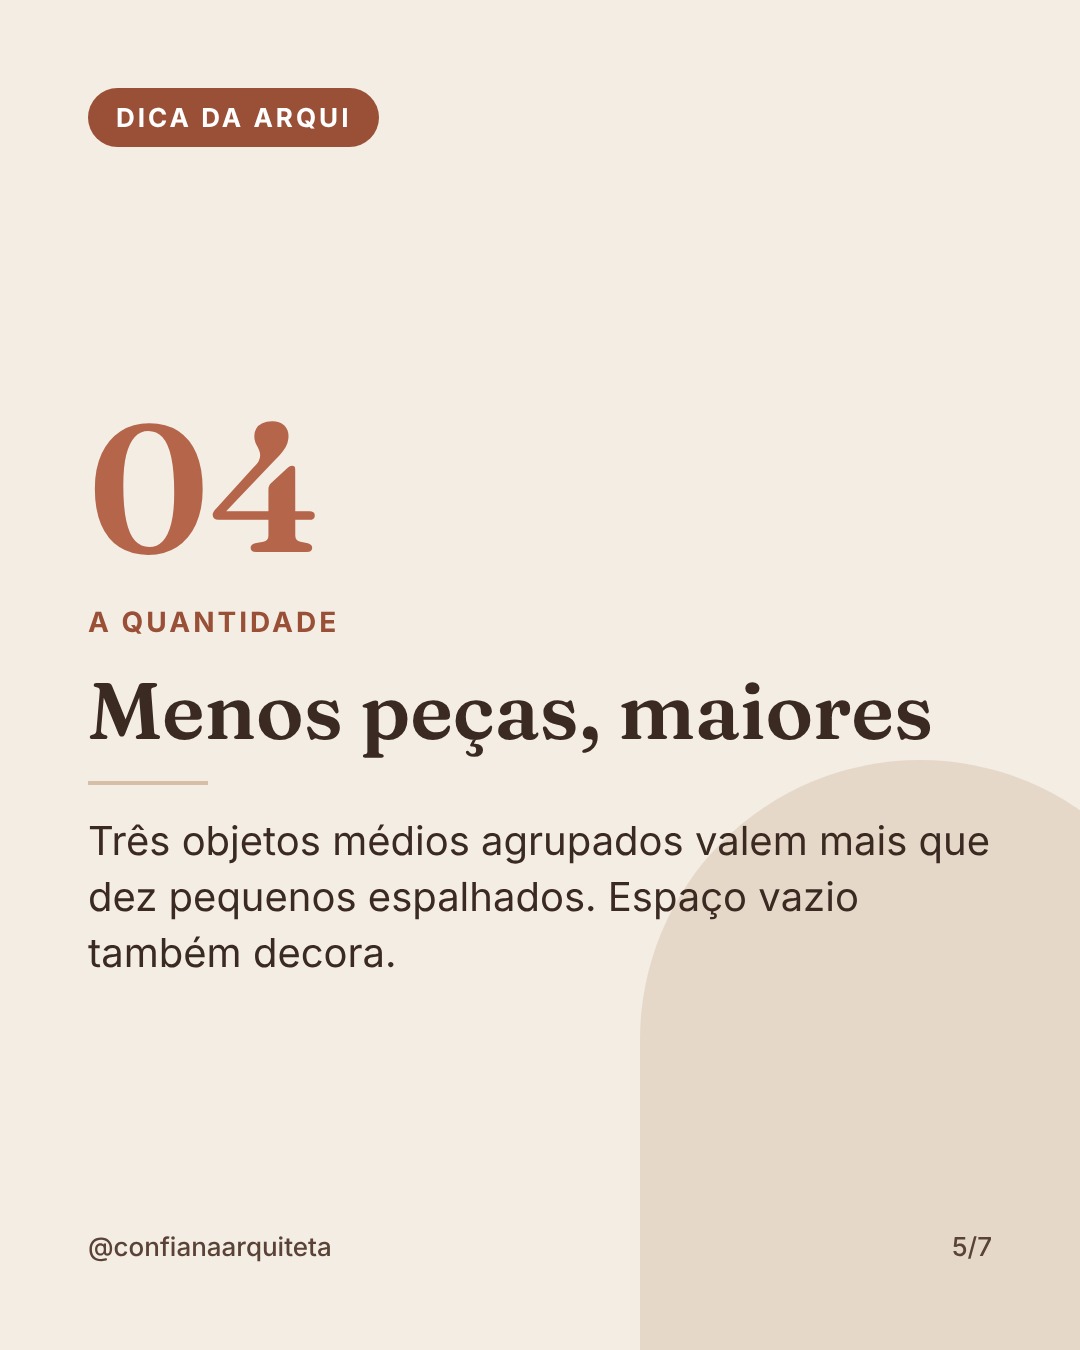 DICA DA ARQUI
04
A QUANTIDADE
Menos peças, maiores
Três objetos médios agrupados valem mais que
dez pequenos espalhados. Espaço vazio
também decora.
@confianaarquiteta
5/7